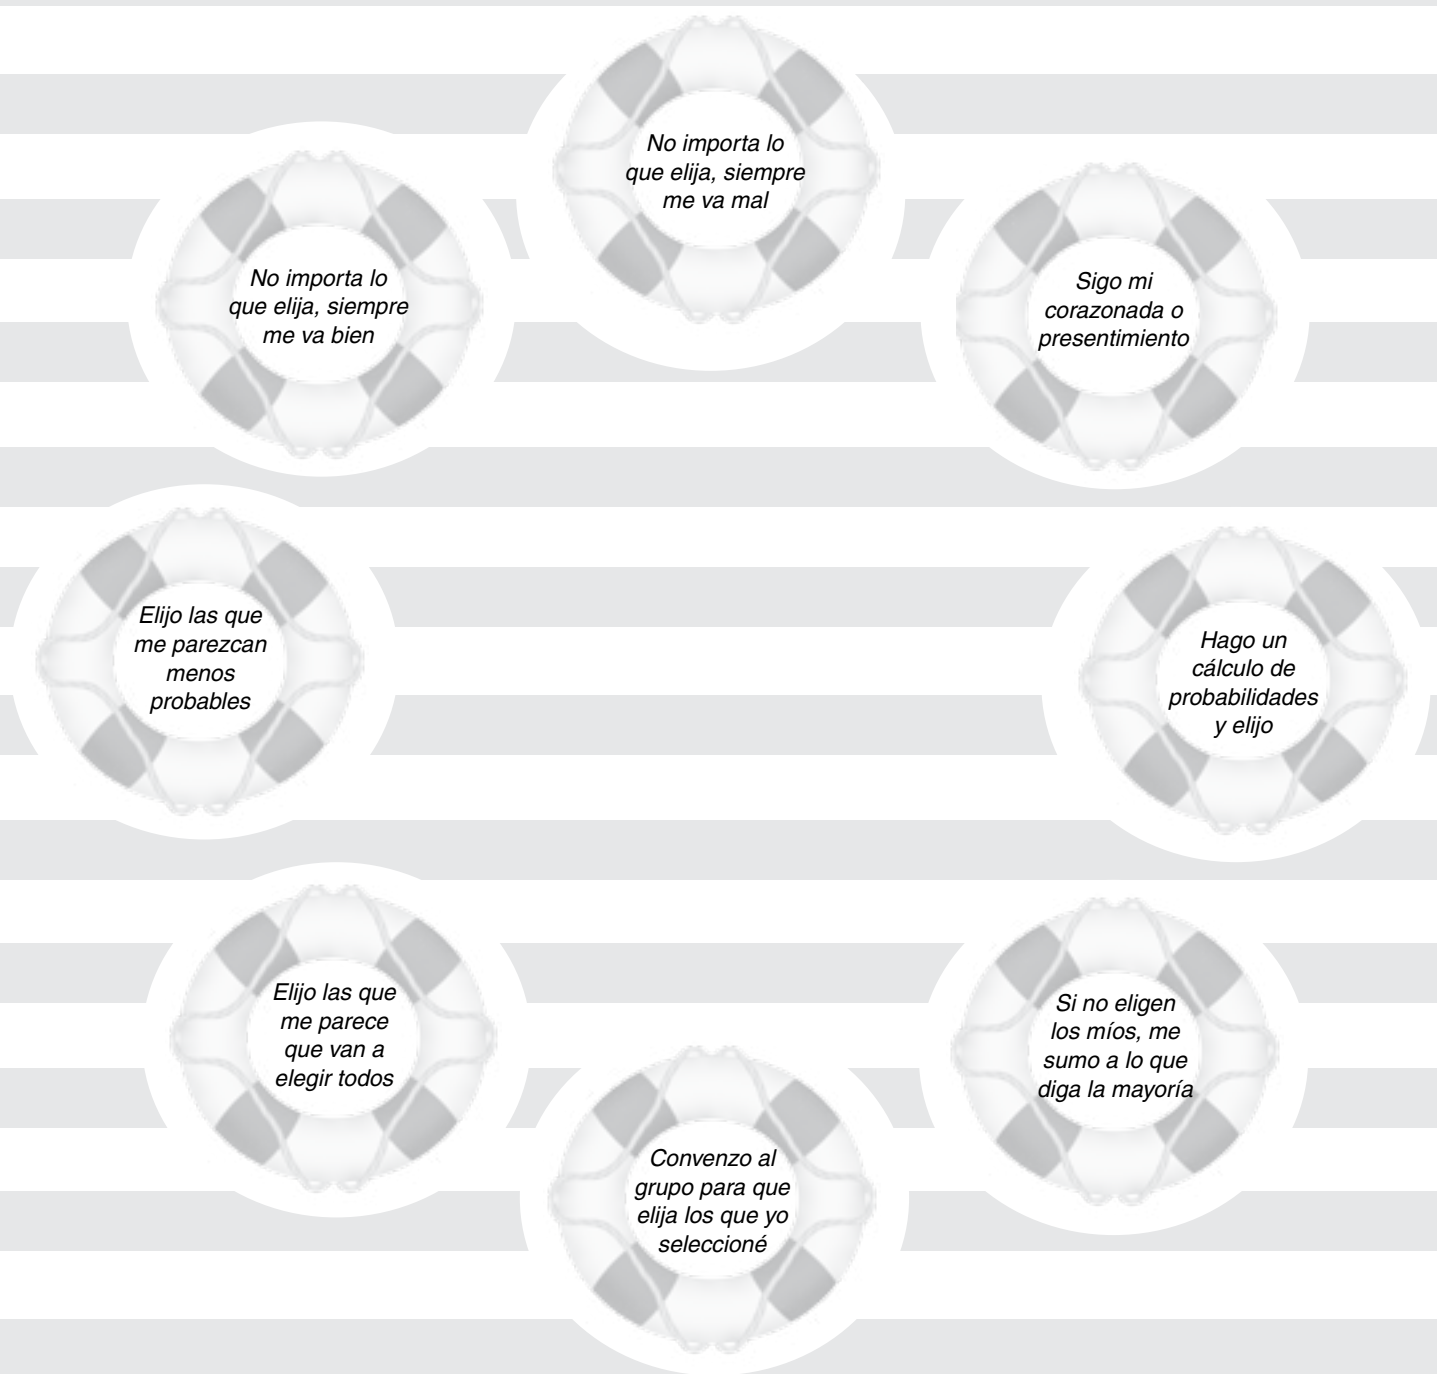 No importa lo
que elija, siempre
me va mal
No importa lo
que elija, siempre
me va bien
Sigo mi
corazonada o
presentimiento
Elijo las que
me parezcan
menos
probables
Hago un
cálculo de
probabilidades
y elijo
Elijo las que
me parece
que van a
elegir todos
Si no eligen
los míos, me
sumo a lo que
diga la mayoría
Convenzo al
grupo para que
elija los que yo
seleccioné